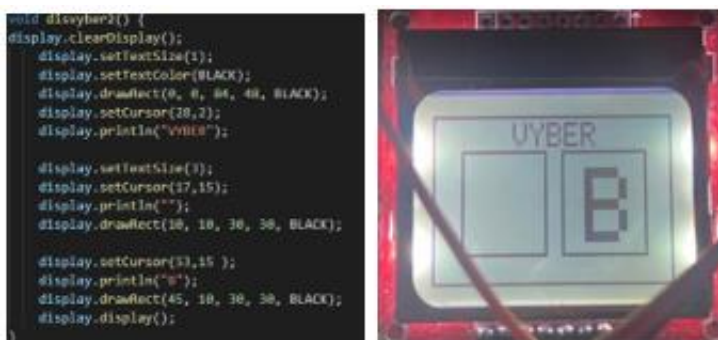 void disvyber2() {
display.clearDisplay();
display.setTextSize(1);
display.setTextColor(BLACK);
display.drawRect(0, 0, 84, 48, BLACK);
display.setCursor(28,2);
display.println("VYBER");
display.setTextSize(3);
display.setCursor(17,15);
display.println("");
display.drawRect(10, 10, 30, 30, BLACK);
display.setCursor(53,15 );
display.println("B");
display.drawRect(45, 10, 30, 30, BLACK);
display.display();
}
VYBER
B